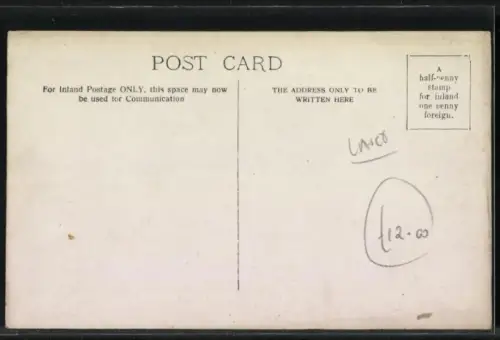 POST CARD
For Inland Postage ONLY, this space may now
be used for Communication
THE ADDRESS ONLY TO BE
WRITTEN HERE
A
half-penny
stamp
for inland
one penny
foreign.
£12.00